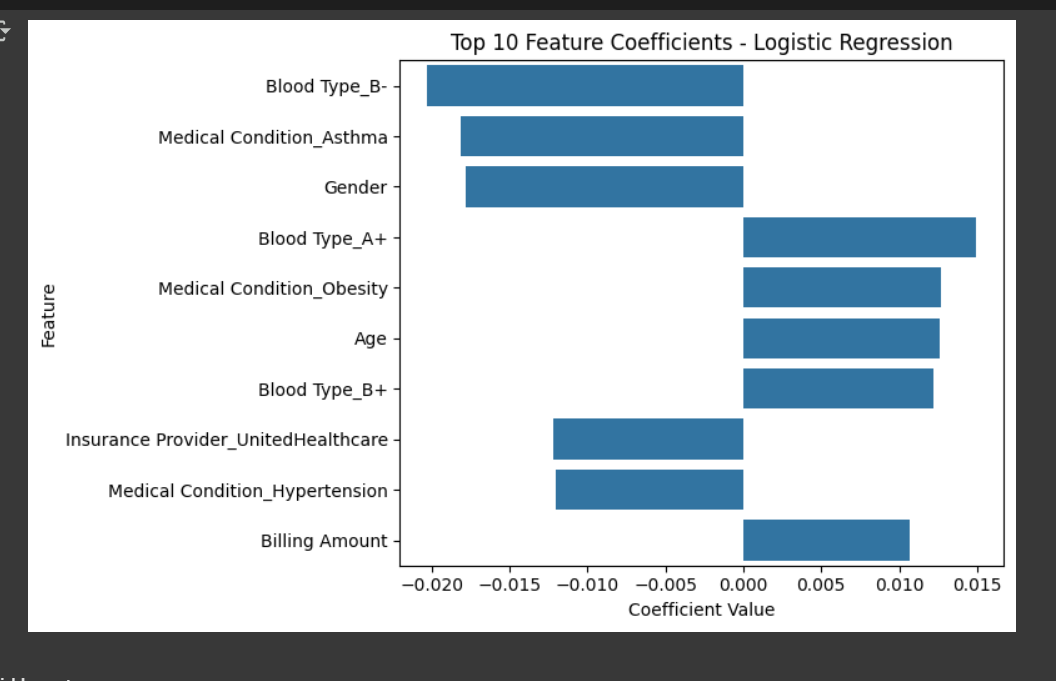 Top 10 Feature Coefficients - Logistic Regression
Blood Type_B-
Medical Condition_Asthma
Gender
Blood Type_A+
Medical Condition_Obesity
Age
Blood Type_B+
Insurance Provider_UnitedHealthcare
Medical Condition_Hypertension
Billing Amount
Feature
−0.020 −0.015 −0.010 −0.005 0.000 0.005 0.010 0.015
Coefficient Value